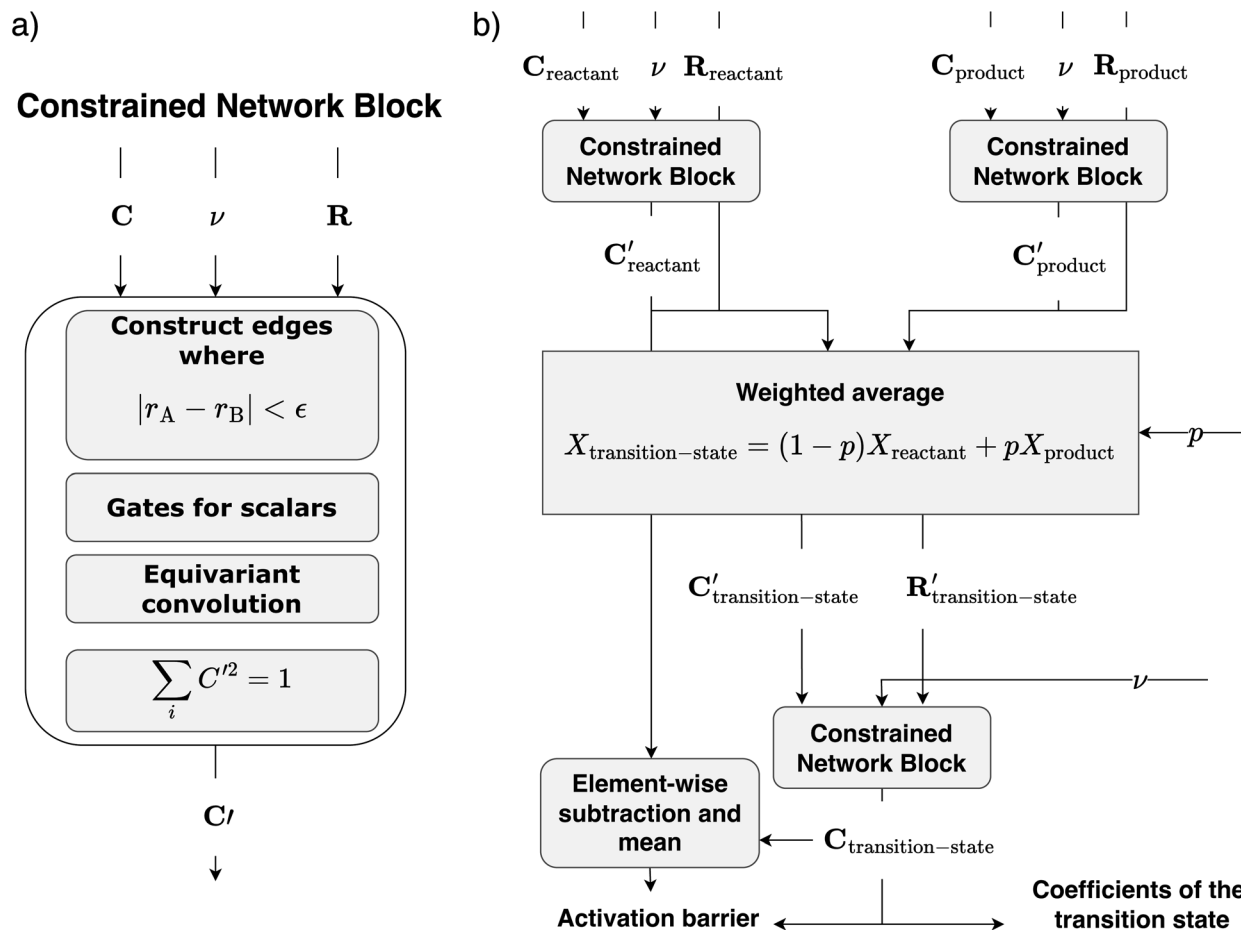 a)
Constrained Network Block
C ν R
Construct edges
where
|r_A − r_B| < ϵ
Gates for scalars
Equivariant
convolution
∑_i C′² = 1
C′
b)
C_reactant ν R_reactant
C_product ν R_product
Constrained
Network Block
Constrained
Network Block
C′_reactant
C′_product
Weighted average
X_transition−state = (1 − p)X_reactant + pX_product
p
C′_transition−state R′_transition−state
ν
Constrained
Network Block
Element-wise
subtraction and
mean
C_transition−state
Activation barrier
Coefficients of the
transition state